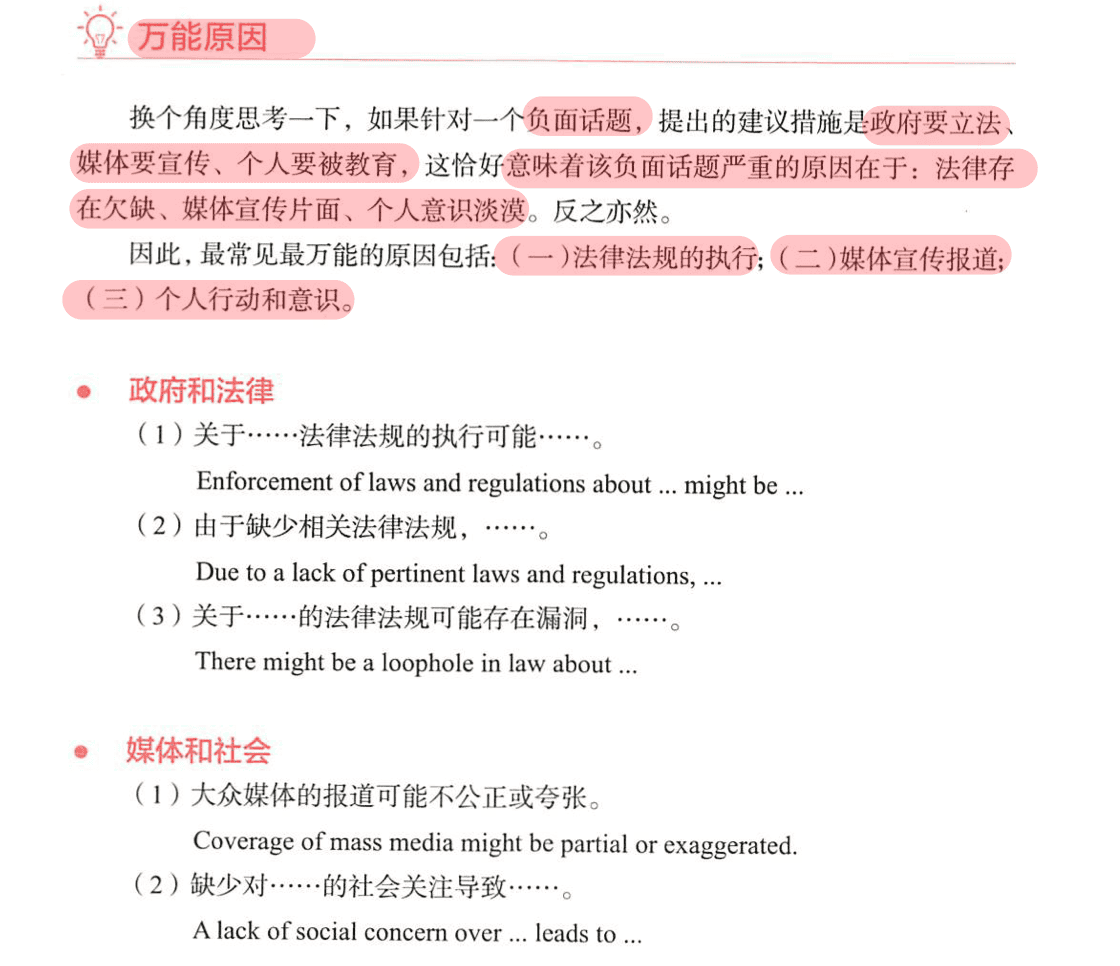 万能原因
换个角度思考一下，如果针对一个负面话题，提出的建议措施是政府要立法、
媒体要宣传、个人要被教育，这恰好意味着该负面话题严重的原因在于：法律存
在欠缺、媒体宣传片面、个人意识淡漠。反之亦然。
因此，最常见最万能的原因包括：（一）法律法规的执行；（二）媒体宣传报道；
（三）个人行动和意识。
● 政府和法律
（1）关于……法律法规的执行可能……。
Enforcement of laws and regulations about ... might be ...
（2）由于缺少相关法律法规，……。
Due to a lack of pertinent laws and regulations, ...
（3）关于……的法律法规可能存在漏洞，……。
There might be a loophole in law about ...
● 媒体和社会
（1）大众媒体的报道可能不公正或夸张。
Coverage of mass media might be partial or exaggerated.
（2）缺少对……的社会关注导致……。
A lack of social concern over ... leads to ...